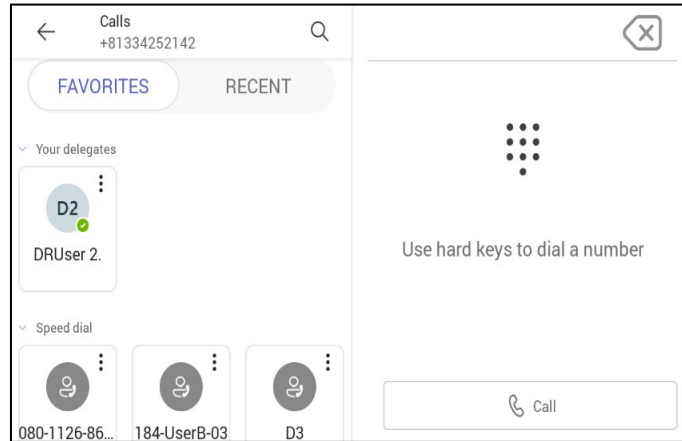 Calls
+81334252142
FAVORITES
RECENT
Your delegates
D2
DRUser 2.
Speed dial
080-1126-86...
184-UserB-03
D3
Use hard keys to dial a number
Call